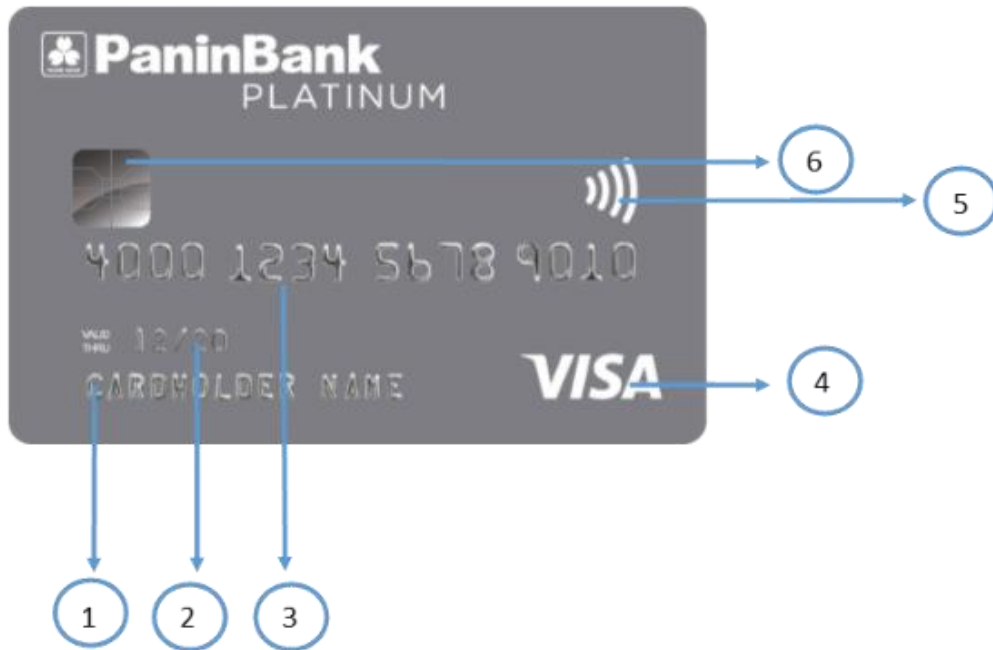 PaninBank
PLATINUM
6
5
4000 1234 5678 9010
VALID THRU 12/20
CARDHOLDER NAME
VISA
4
1
2
3